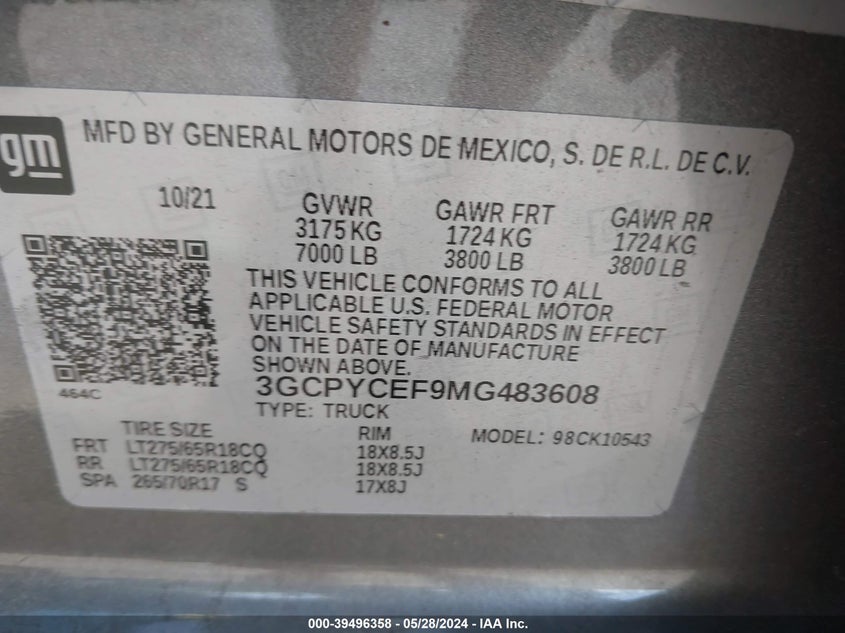 gm
MFD BY GENERAL MOTORS DE MEXICO, S. DE R.L. DE C.V.
10/21
GVWR GAWR FRT GAWR RR
3175 KG 1724 KG 1724 KG
7000 LB 3800 LB 3800 LB
THIS VEHICLE CONFORMS TO ALL
APPLICABLE U.S. FEDERAL MOTOR
VEHICLE SAFETY STANDARDS IN EFFECT
ON THE DATE OF MANUFACTURE
SHOWN ABOVE.
464C
3GCPYCEF9MG483608
TYPE: TRUCK
TIRE SIZE RIM MODEL: 98CK10543
FRT LT275/65R18CQ 18X8.5J
RR LT275/65R18CQ 18X8.5J
SPA 265/70R17 S 17X8J
000-39496358 - 05/28/2024 - IAA Inc.